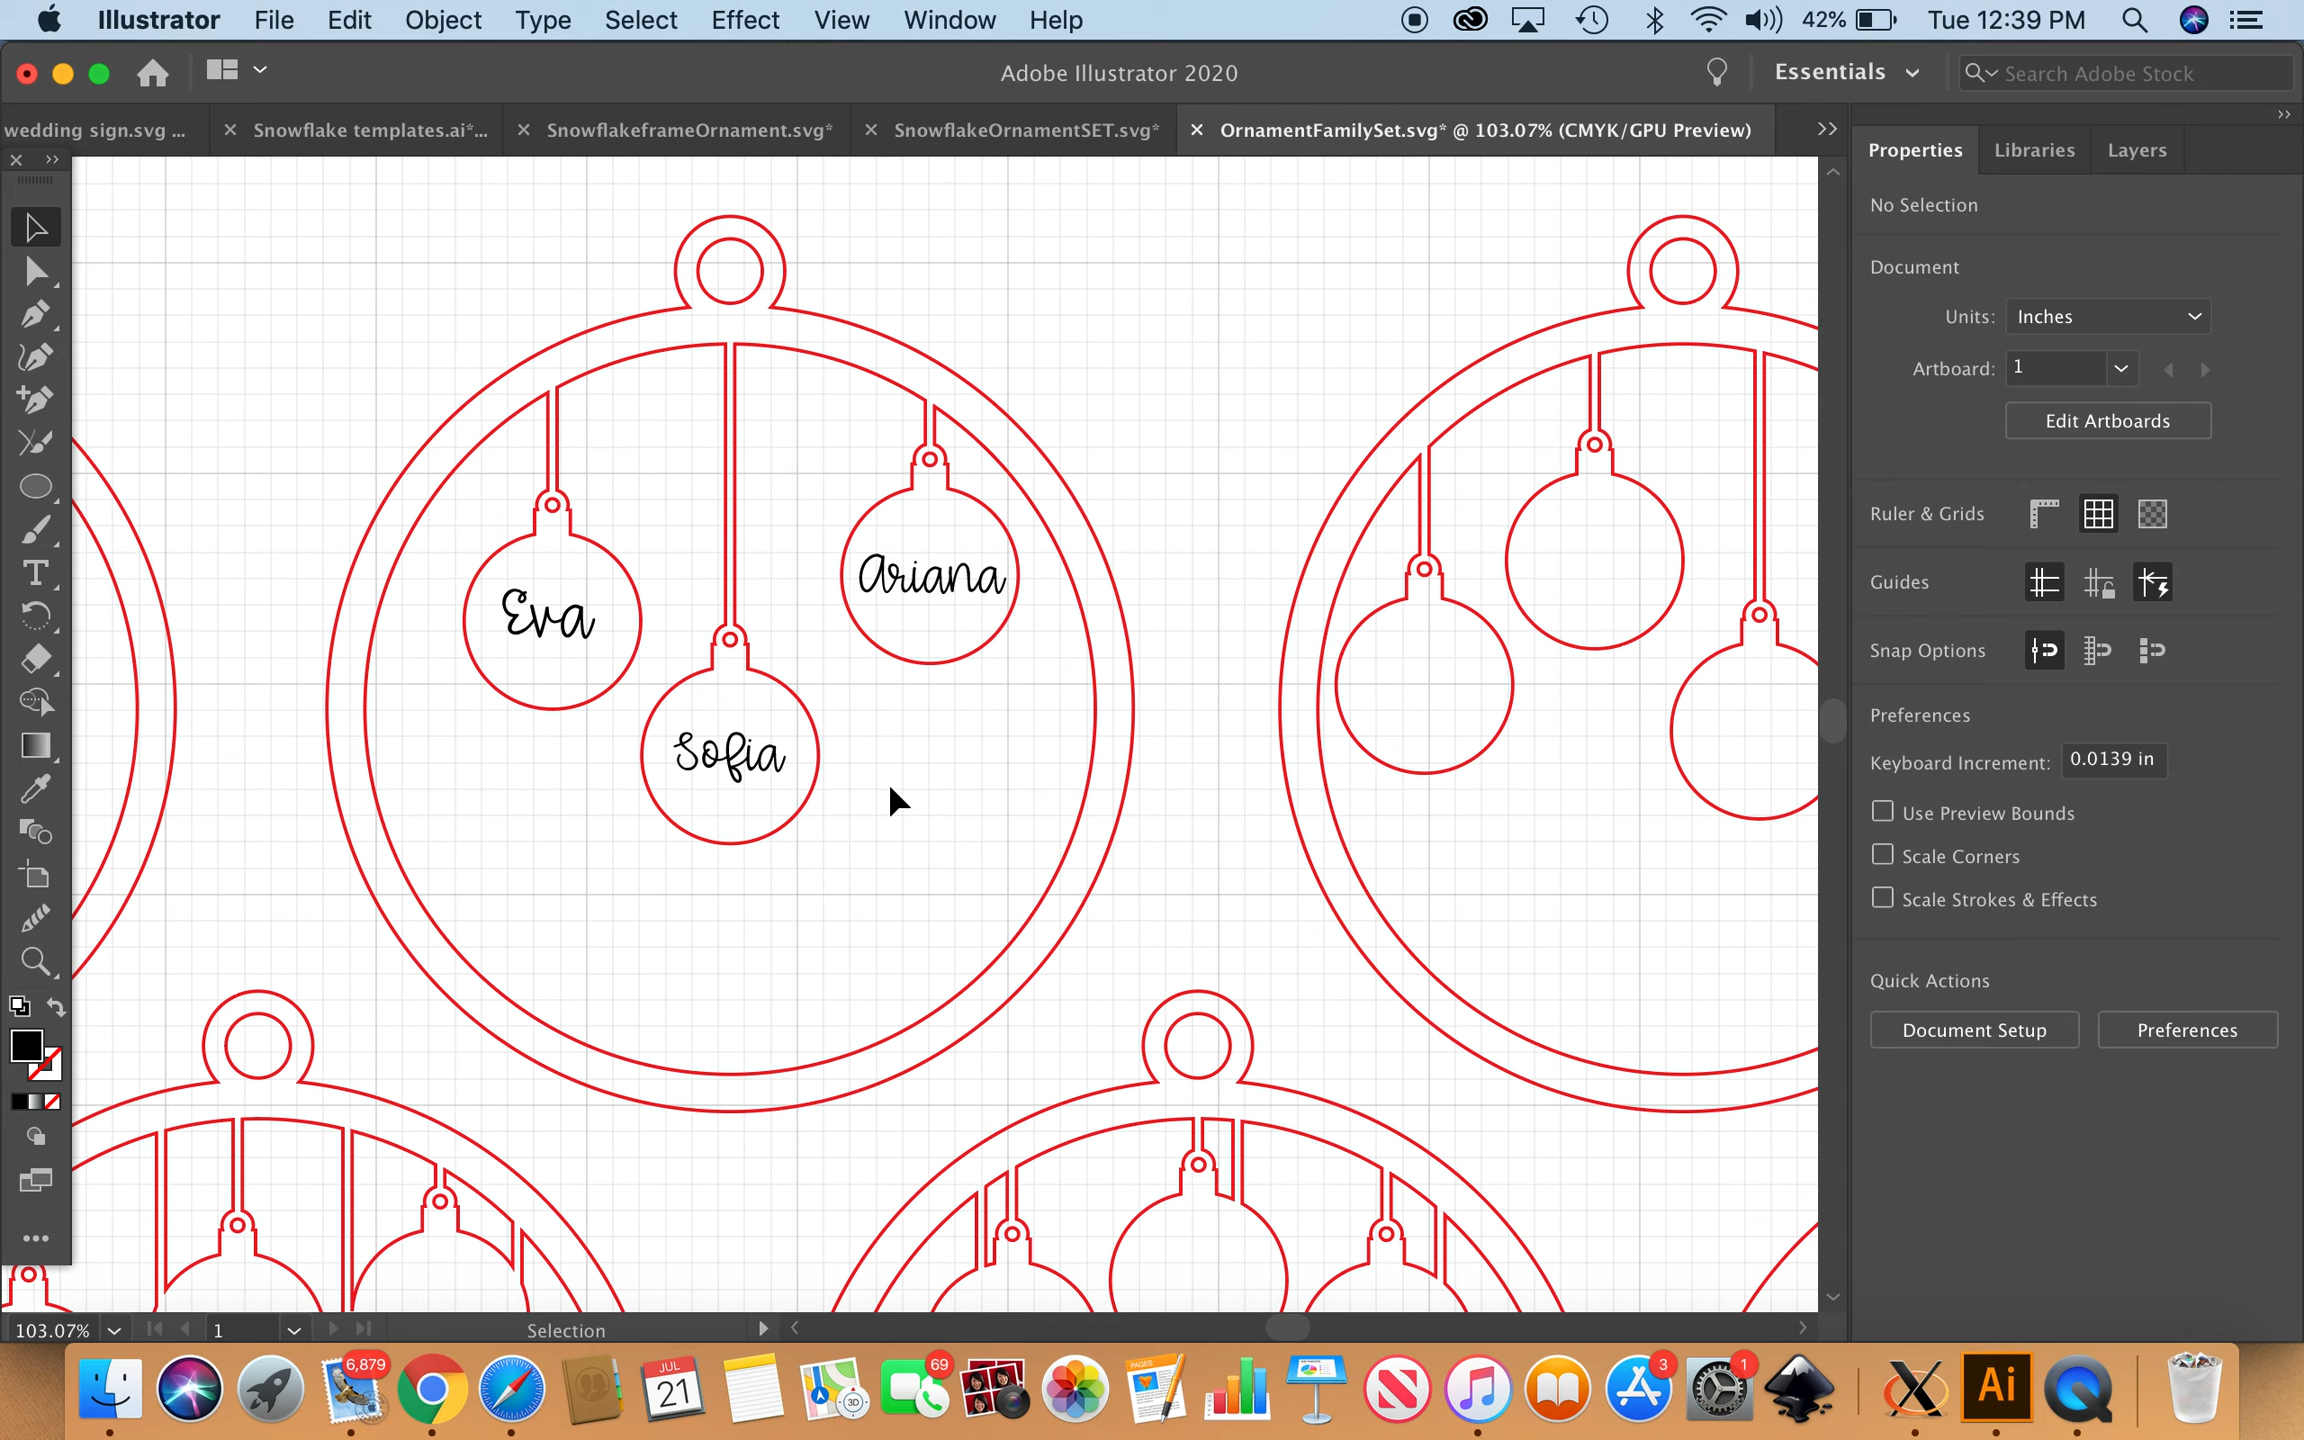 Illustrator File Edit Object Type Select Effect View Window Help 42% Tue 12:39 PM
Adobe Illustrator 2020 Essentials Search Adobe Stock
wedding sign.svg ... Snowflake templates.ai*... SnowflakeframeOrnament.svg* SnowflakeOrnamentSET.svg* OrnamentFamilySet.svg* @ 103.07% (CMYK/GPU Preview)
Properties Libraries Layers
No Selection
Document
Units: Inches
Artboard: 1
Edit Artboards
Ruler & Grids
Guides
Snap Options
Preferences
Keyboard Increment: 0.0139 in
Use Preview Bounds
Scale Corners
Scale Strokes & Effects
Quick Actions
Document Setup Preferences
Ariana
Eva
Sofia
103.07% 1 Selection
6,879
JUL
21
3D
69
PAGES
3
1
Ai